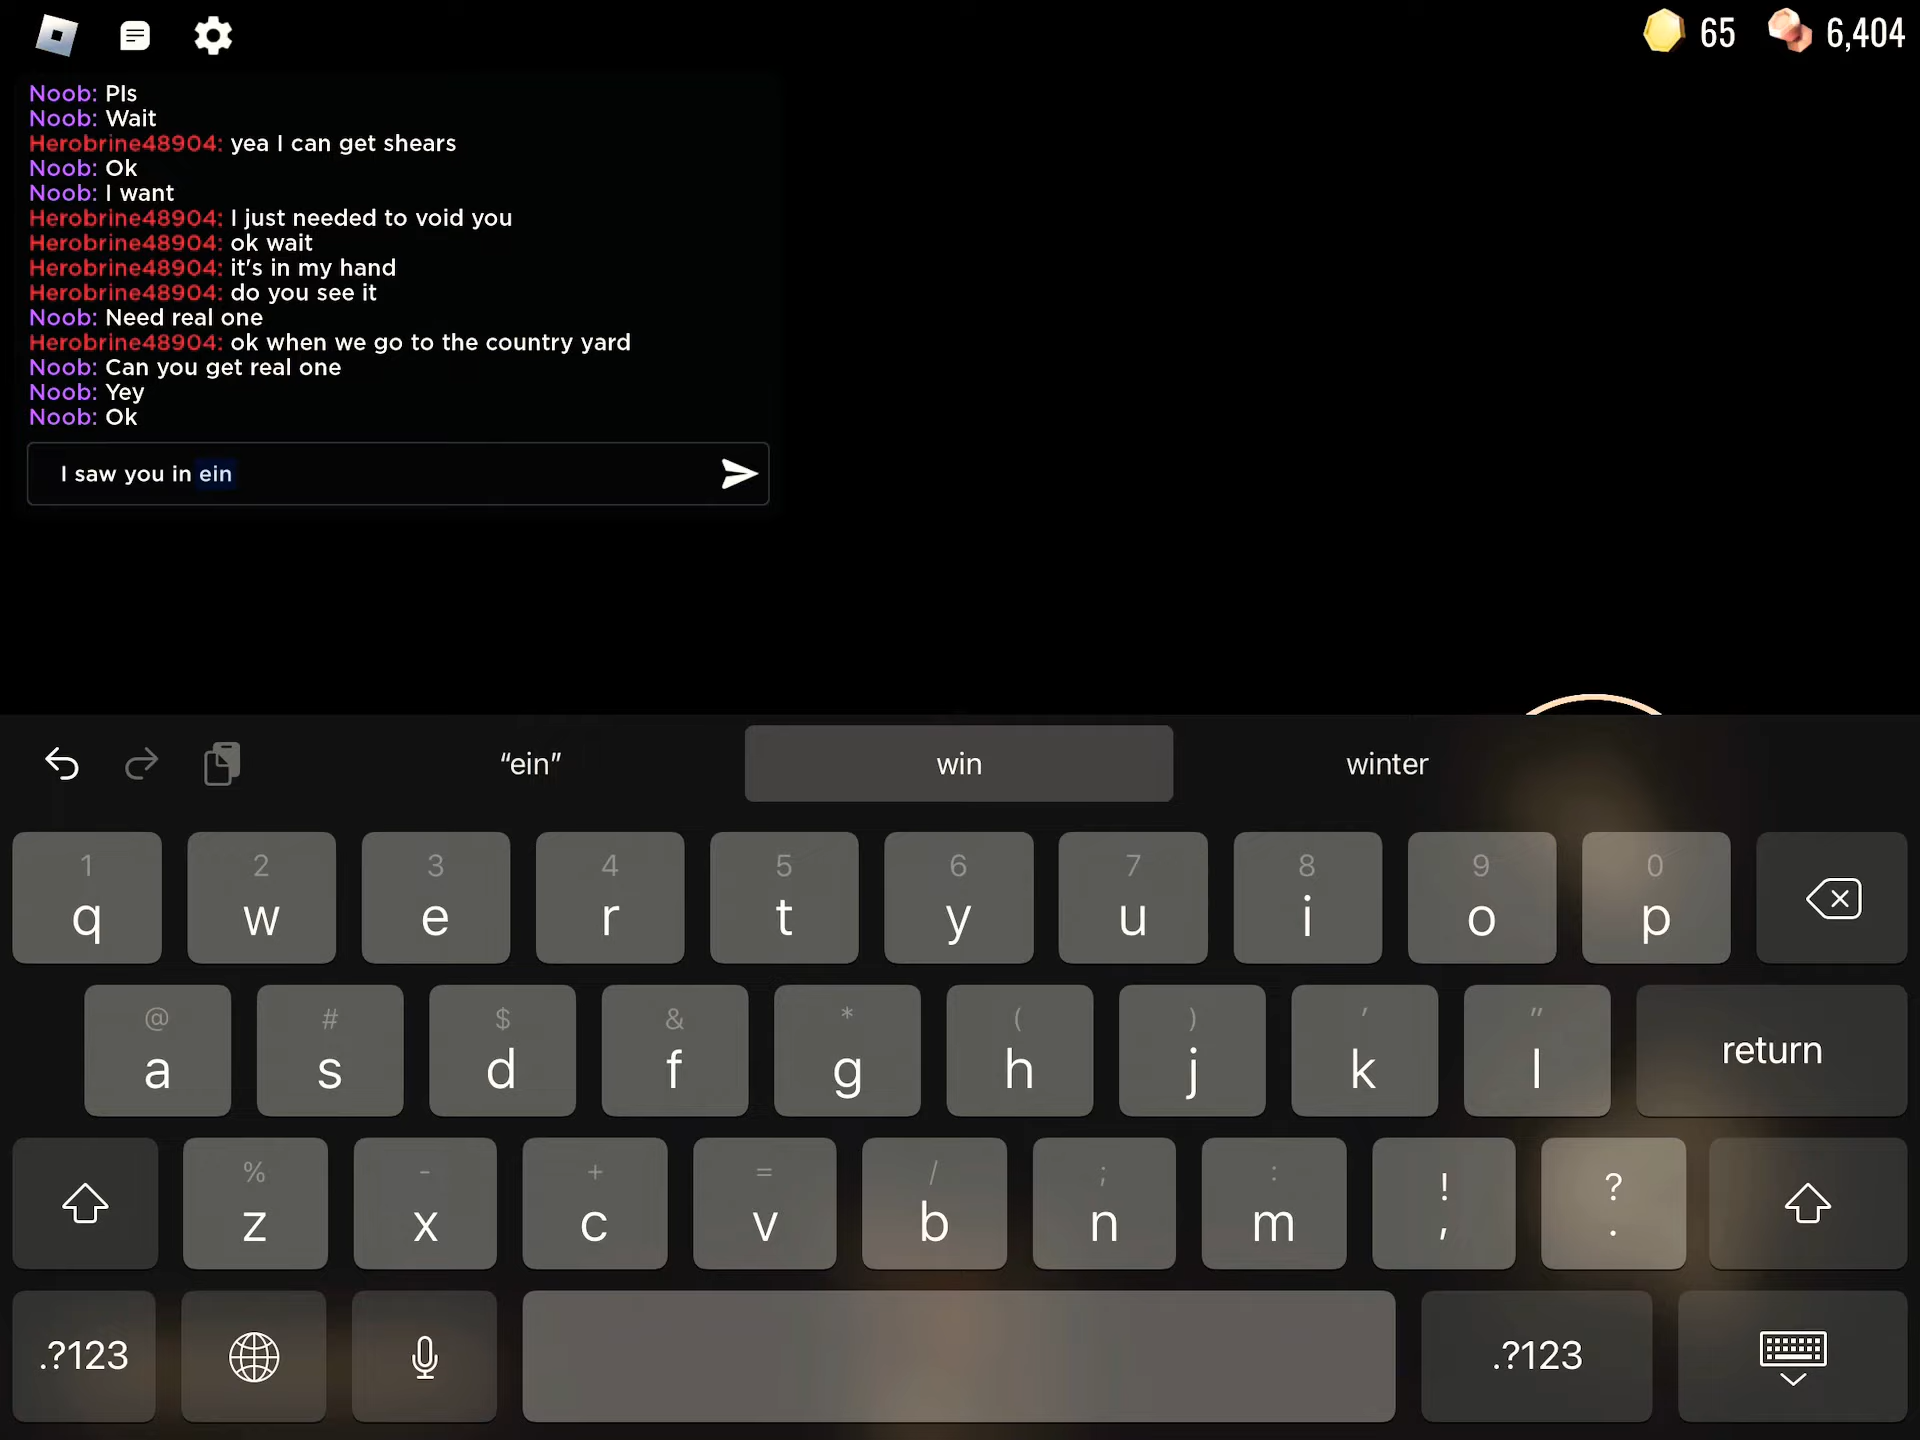 65 6,404
Noob: Pls
Noob: Wait
Herobrine48904: yea I can get shears
Noob: Ok
Noob: I want
Herobrine48904: I just needed to void you
Herobrine48904: ok wait
Herobrine48904: it's in my hand
Herobrine48904: do you see it
Noob: Need real one
Herobrine48904: ok when we go to the country yard
Noob: Can you get real one
Noob: Yey
Noob: Ok
I saw you in ein
“ein” win winter
1 2 3 4 5 6 7 8 9 0
q w e r t y u i o p
@ # $ & * ( ) ' "
a s d f g h j k l return
% - + = / ; : ! ?
z x c v b n m , .
.?123 .?123